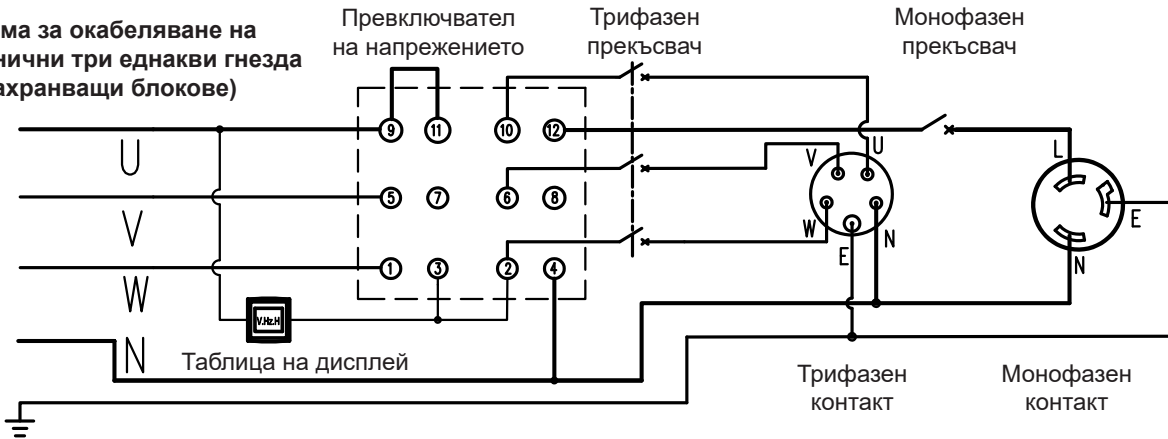 ма за окабеляване на
нични три еднакви гнезда
ахранващи блокове)
Превключвател
на напрежението
Трифазен
прекъсвач
Монофазен
прекъсвач
9 11 10 12
U
V U
L
5 7 6 8
V
W N
E
E
N
1 3 2 4
W
V.Hz.H
N
Таблица на дисплей
Трифазен
контакт
Монофазен
контакт